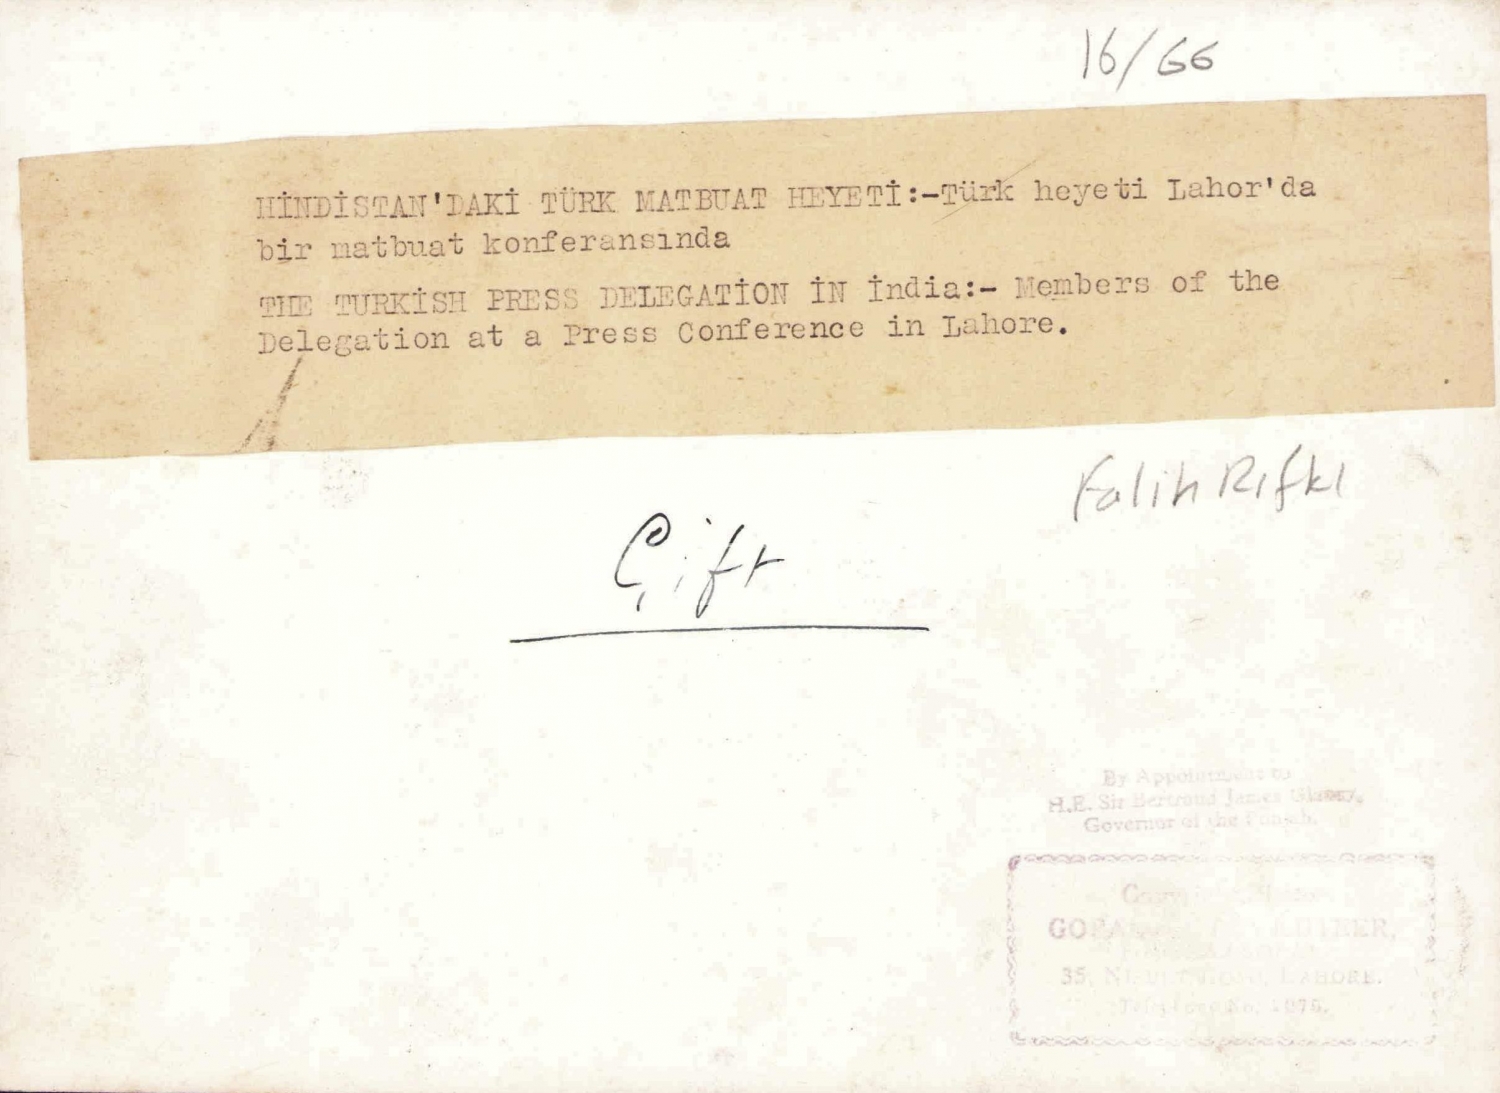 16/66
HİNDİSTAN'DAKİ TÜRK MATBUAT HEYETİ:-Türk heyeti Lahor'da
bir matbuat konferansında
THE TURKİSH PRESS DELEGATİON İN İndia:- Members of the
Delegation at a Press Conference in Lahore.
Falih Rıfkı
Çift
By Appointment to
H.E. Sir Bertrand James Glancy,
Governor of the Punjab.
35, LAHORE.